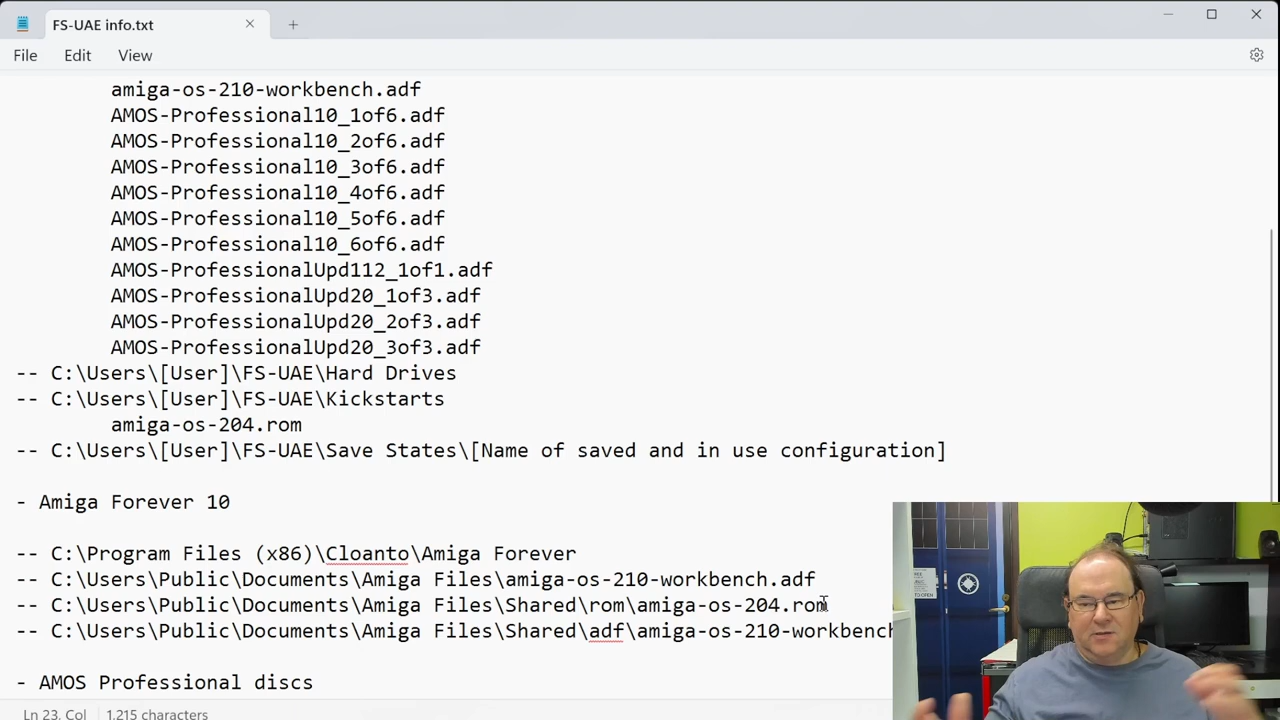 FS-UAE info.txt
File
Edit
View
amiga-os-210-workbench.adf
AMOS-Professional10_1of6.adf
AMOS-Professional10_2of6.adf
AMOS-Professional10_3of6.adf
AMOS-Professional10_4of6.adf
AMOS-Professional10_5of6.adf
AMOS-Professional10_6of6.adf
AMOS-ProfessionalUpd112_1of1.adf
AMOS-ProfessionalUpd20_1of3.adf
AMOS-ProfessionalUpd20_2of3.adf
AMOS-ProfessionalUpd20_3of3.adf
-- C:\Users\[User]\FS-UAE\Hard Drives
-- C:\Users\[User]\FS-UAE\Kickstarts
amiga-os-204.rom
-- C:\Users\[User]\FS-UAE\Save States\[Name of saved and in use configuration]
- Amiga Forever 10
-- C:\Program Files (x86)\Cloanto\Amiga Forever
-- C:\Users\Public\Documents\Amiga Files\amiga-os-210-workbench.adf
-- C:\Users\Public\Documents\Amiga Files\Shared\rom\amiga-os-204.rom
-- C:\Users\Public\Documents\Amiga Files\Shared\adf\amiga-os-210-workbench
- AMOS Professional discs
Ln 23, Col
1,215 characters